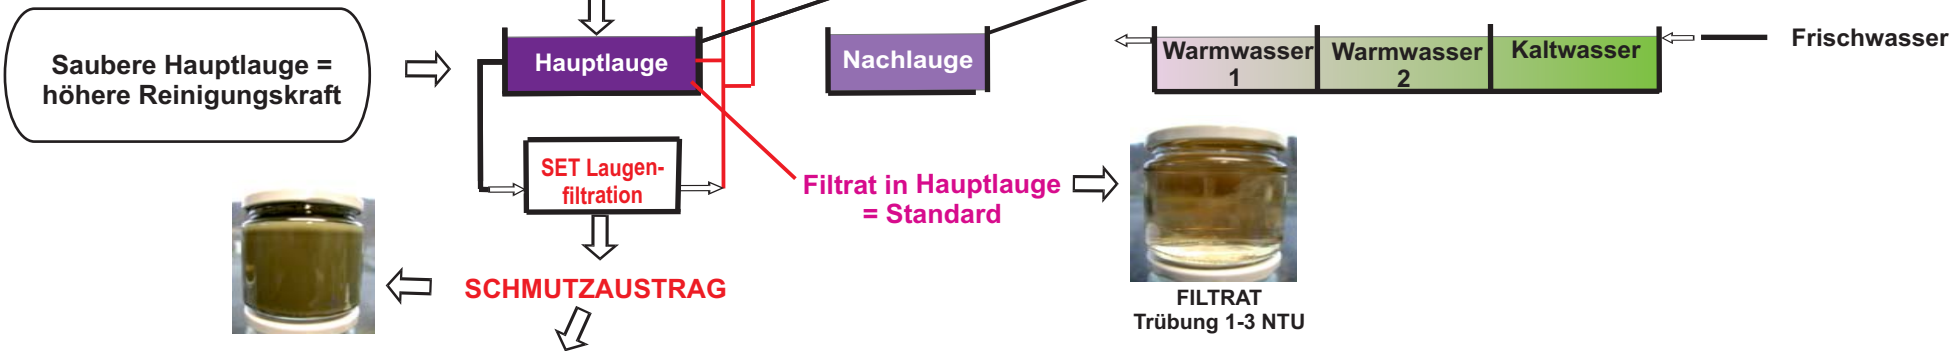 Saubere Hauptlauge =
höhere Reinigungskraft
Hauptlauge
Nachlauge
Warmwasser
1
Warmwasser
2
Kaltwasser
Frischwasser
SET Laugen-
filtration
Filtrat in Hauptlauge
= Standard
SCHMUTZAUSTRAG
FILTRAT
Trübung 1-3 NTU